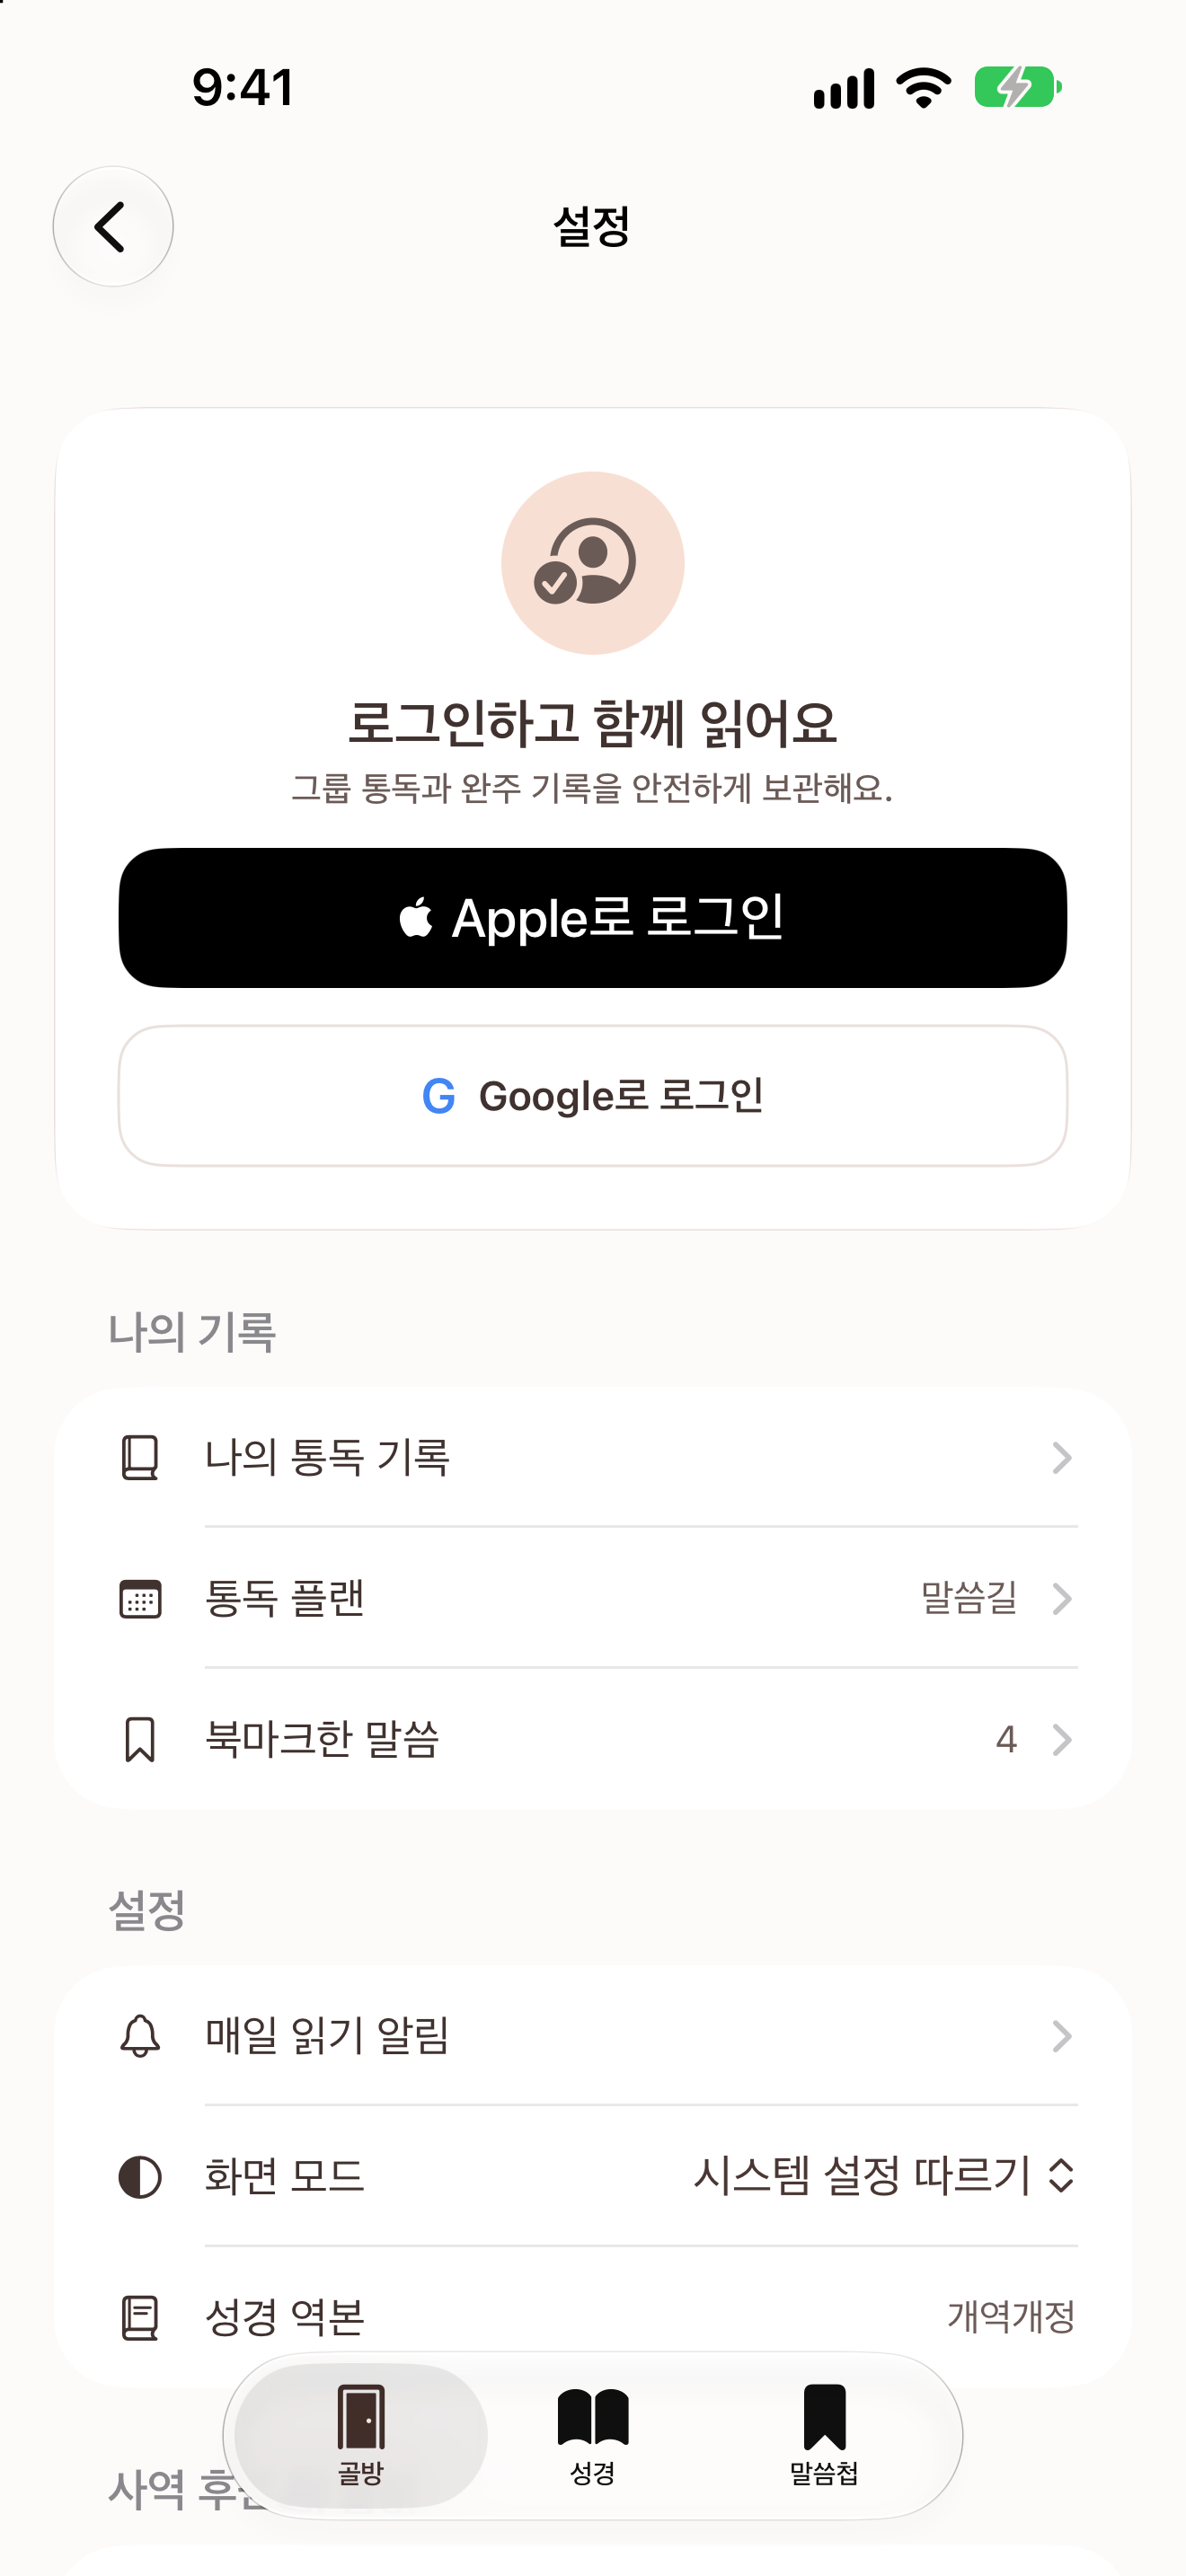 9:41
설정
로그인하고 함께 읽어요
그룹 통독과 완주 기록을 안전하게 보관해요.
Apple로 로그인
G Google로 로그인
나의 기록
나의 통독 기록
통독 플랜 말씀길
북마크한 말씀 4
설정
매일 읽기 알림
화면 모드 시스템 설정 따르기
성경 역본 개역개정
사역
골방 성경 말씀첩